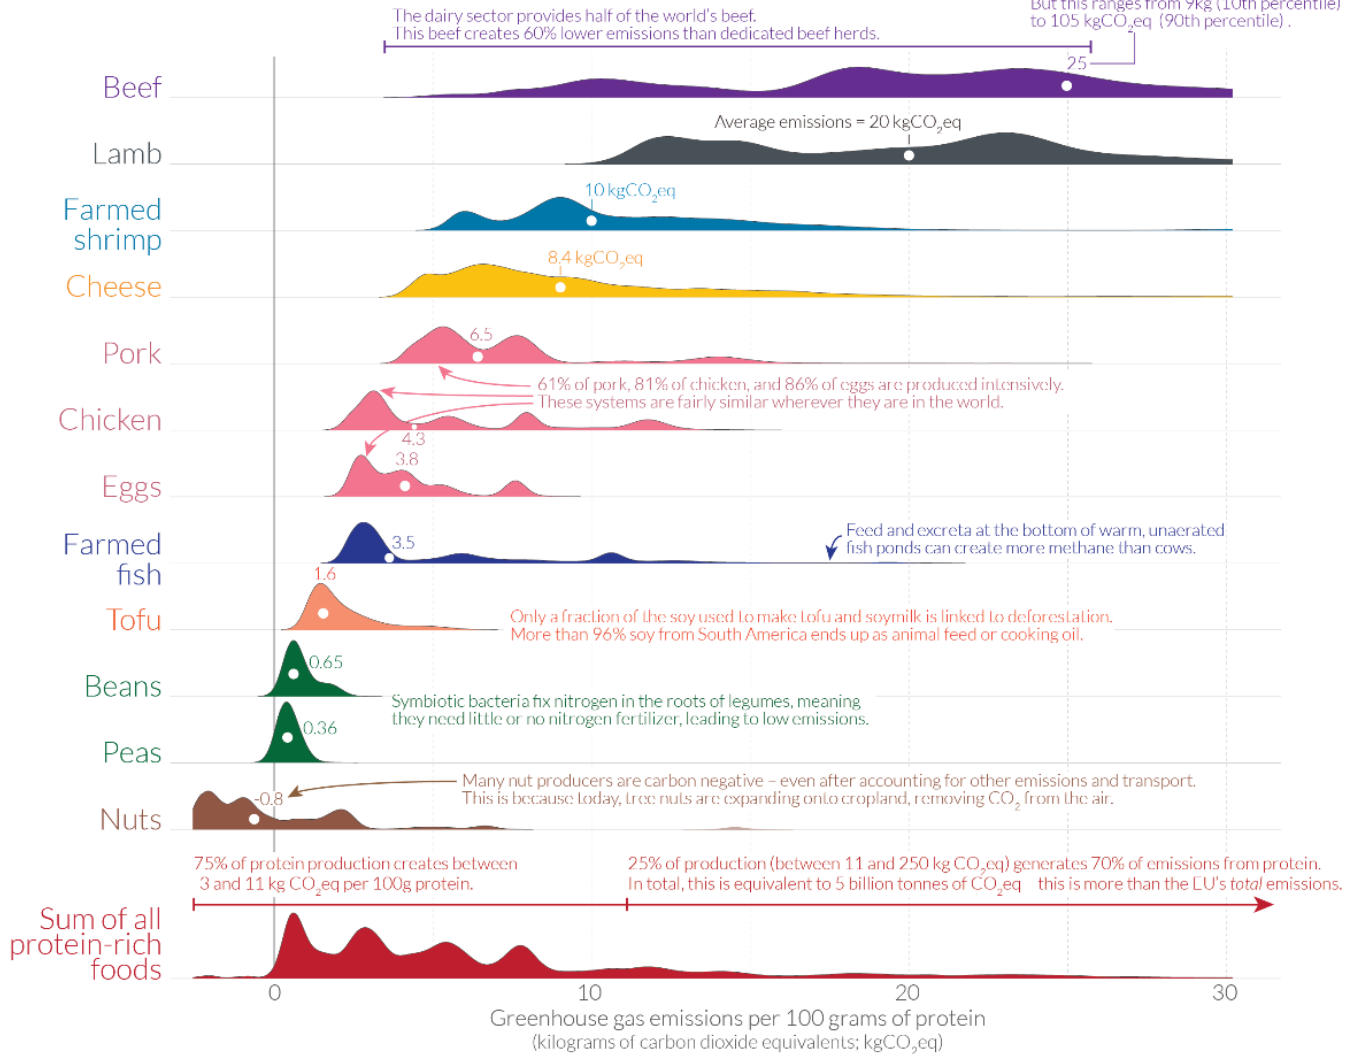 The dairy sector provides half of the world's beef.
This beef creates 60% lower emissions than dedicated beef herds.
But this ranges from 9kg (10th percentile)
to 105 kgCO₂eq (90th percentile) .
25
Beef
Average emissions = 20 kgCO₂eq
Lamb
10 kgCO₂eq
Farmed
shrimp
8.4 kgCO₂eq
Cheese
6.5
Pork
61% of pork, 81% of chicken, and 86% of eggs are produced intensively.
These systems are fairly similar wherever they are in the world.
Chicken
4.3
3.8
Eggs
Feed and excreta at the bottom of warm, unaerated
fish ponds can create more methane than cows.
3.5
Farmed
fish
1.6
Tofu
Only a fraction of the soy used to make tofu and soymilk is linked to deforestation.
More than 96% soy from South America ends up as animal feed or cooking oil.
0.65
Beans
Symbiotic bacteria fix nitrogen in the roots of legumes, meaning
they need little or no nitrogen fertilizer, leading to low emissions.
0.36
Peas
Many nut producers are carbon negative – even after accounting for other emissions and transport.
This is because today, tree nuts are expanding onto cropland, removing CO₂ from the air.
-0.8
Nuts
75% of protein production creates between
3 and 11 kg CO₂eq per 100g protein.
25% of production (between 11 and 250 kg CO₂eq) generates 70% of emissions from protein.
In total, this is equivalent to 5 billion tonnes of CO₂eq this is more than the EU's total emissions.
Sum of all
protein-rich
foods
0 10 20 30
Greenhouse gas emissions per 100 grams of protein
(kilograms of carbon dioxide equivalents; kgCO₂eq)